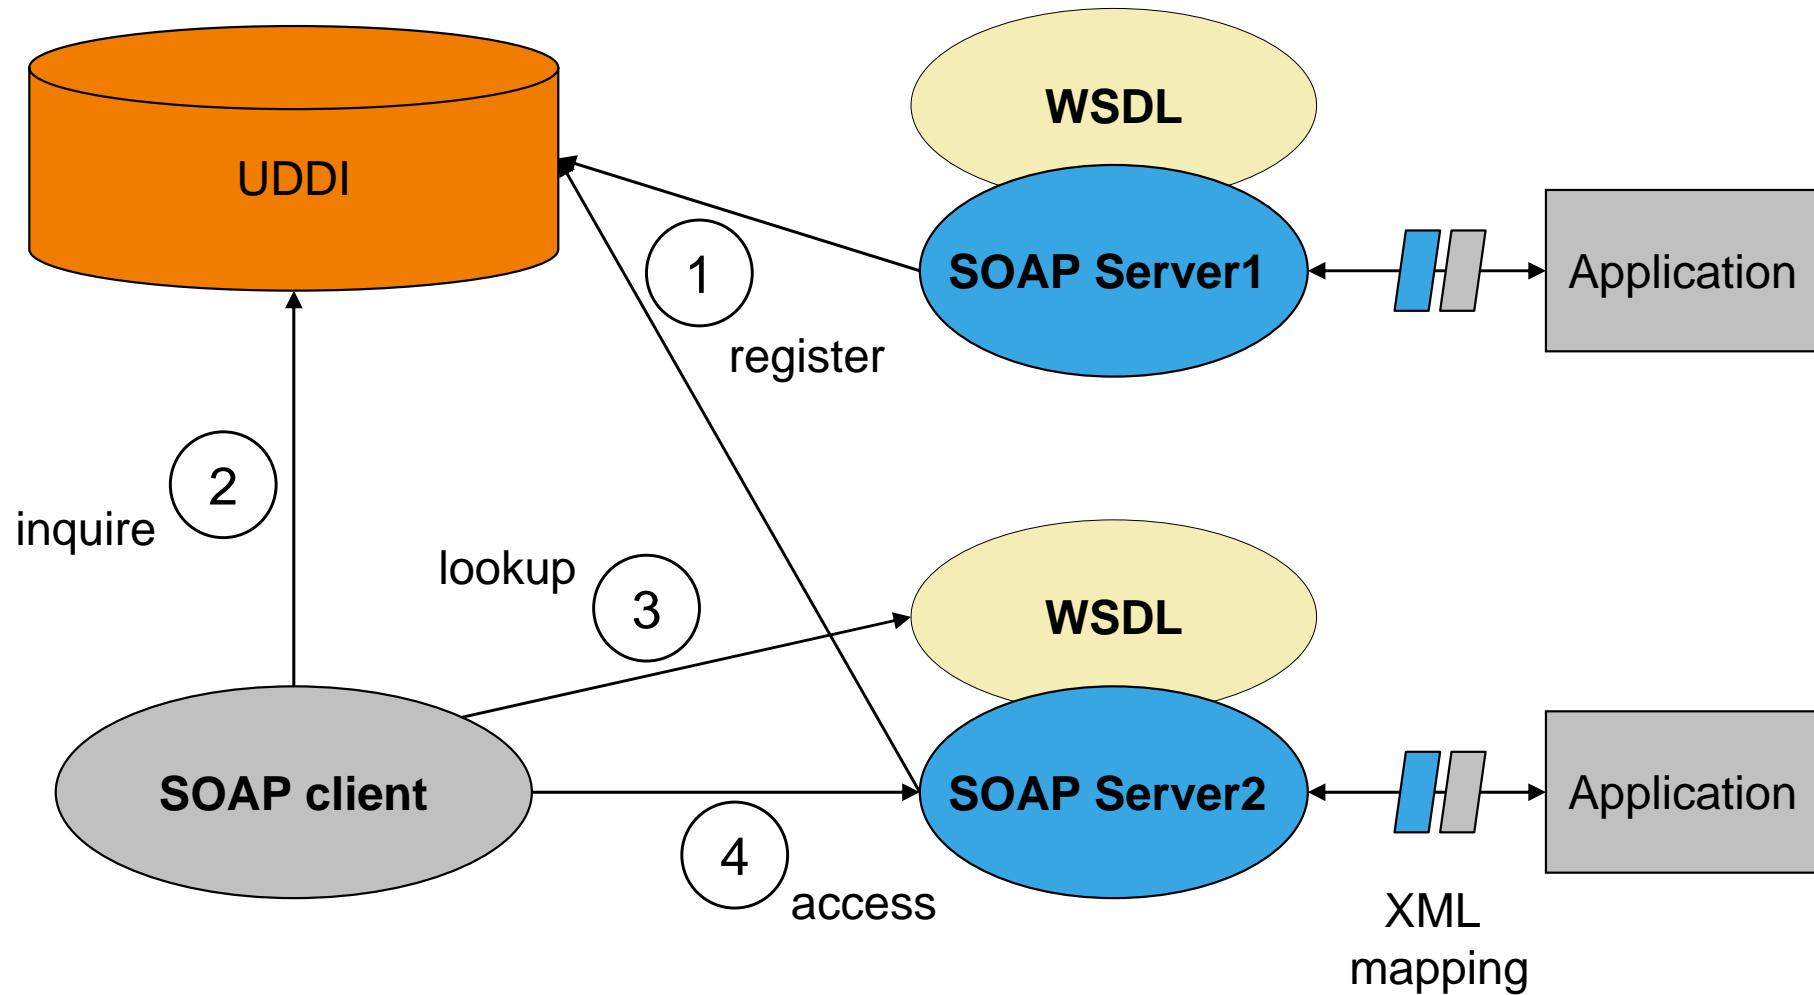 WSDL
UDDI
1
SOAP Server1
Application
register
2
inquire
lookup
3
WSDL
SOAP client
SOAP Server2
Application
4
access
XML
mapping